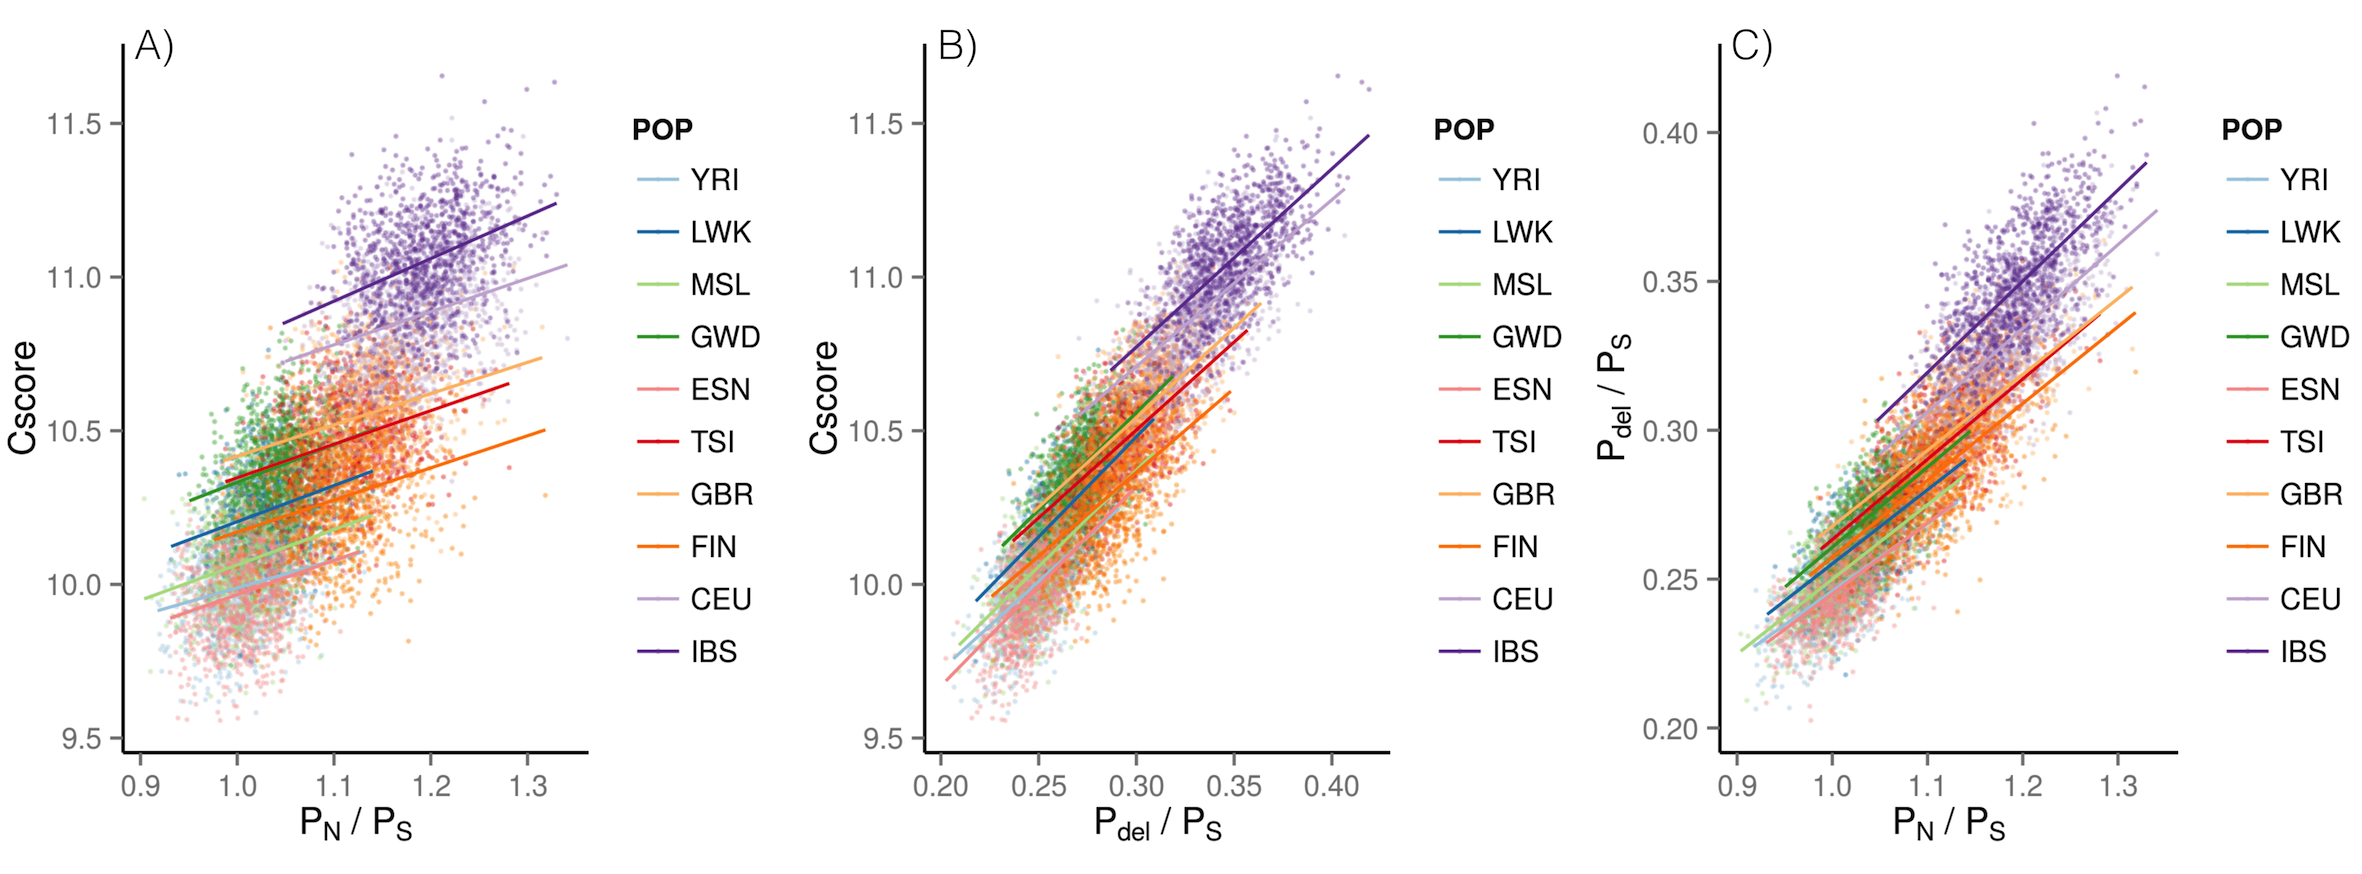 A)
11.5
11.0
10.5
10.0
9.5
Cscore
0.9 1.0 1.1 1.2 1.3
PN / PS
POP
YRI
LWK
MSL
GWD
ESN
TSI
GBR
FIN
CEU
IBS
B)
11.5
11.0
10.5
10.0
9.5
Cscore
0.20 0.25 0.30 0.35 0.40
Pdel / PS
POP
YRI
LWK
MSL
GWD
ESN
TSI
GBR
FIN
CEU
IBS
C)
0.40
0.35
0.30
0.25
0.20
Pdel / PS
0.9 1.0 1.1 1.2 1.3
PN / PS
POP
YRI
LWK
MSL
GWD
ESN
TSI
GBR
FIN
CEU
IBS